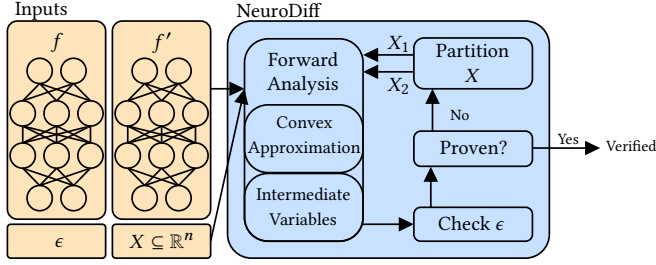 Inputs
NeuroDiff
f
f′
Forward
Analysis
Convex
Approximation
Intermediate
Variables
X₁
X₂
Partition
X
No
Proven?
Yes
Verified
Check ϵ
ϵ
X ⊆ ℝⁿ